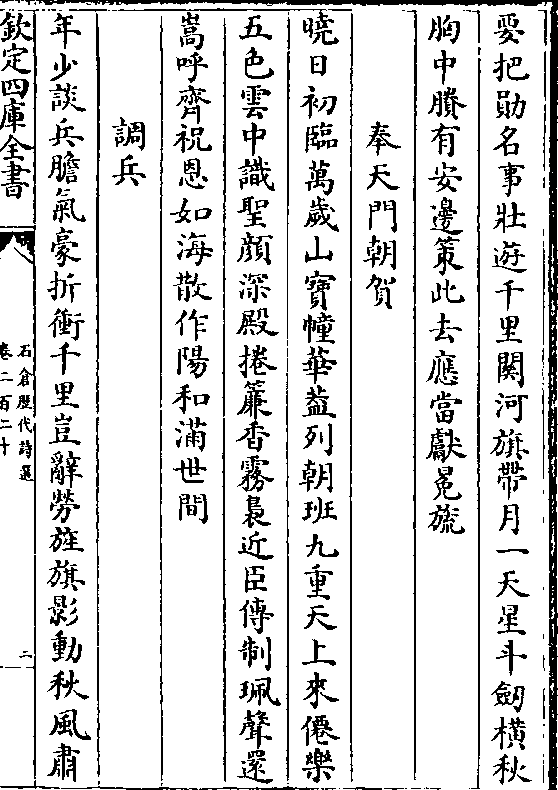 要把勛名事壯遊千里關河旗帶月一天星斗劒橫秋
胸中賸有安邊策此去應當獻冕旒
奉天門朝賀
曉日初臨萬歲山寶幢華葢列朝班九重天上來僊樂
五色雲中識聖顔深殿捲簾香霧裊近臣傳制珮聲還
嵩呼齊祝恩如海散作陽和滿世間
調兵
年少談兵膽氣豪折衝千里豈辭勞旌旗影動秋風肅
欽定四庫全書
石倉歷代詩選
卷二百二十
二